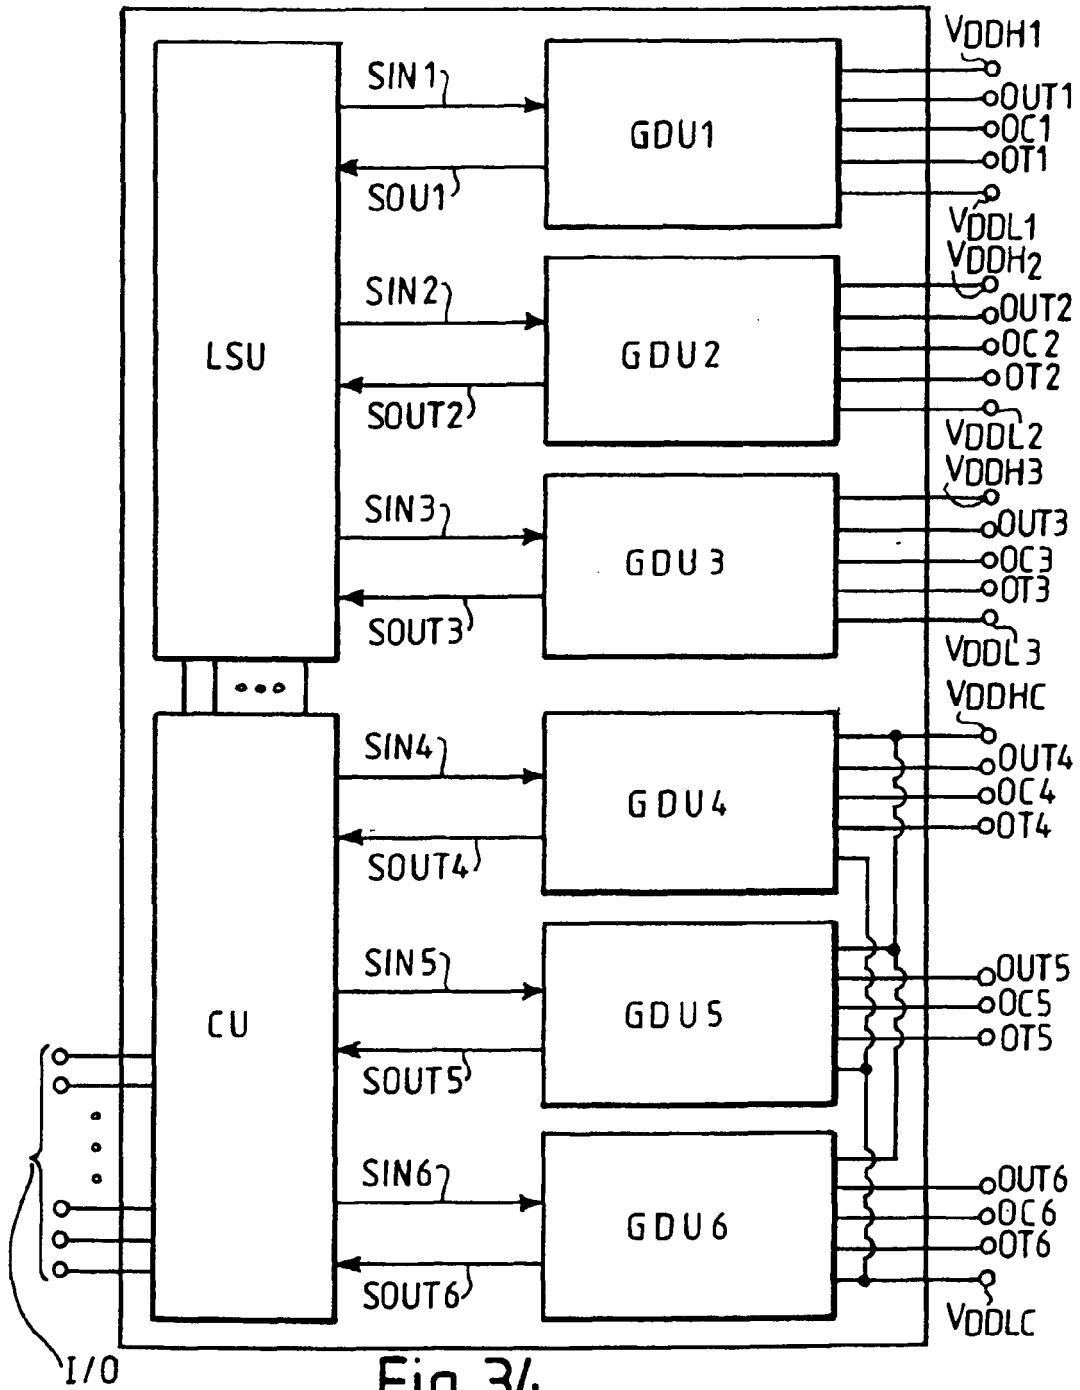 VDDH1
SIN1
OUT1
GDU1
OC1
OT1
SOU1
VDDL1
VDDH2
SIN2
OUT2
LSU
GDU2
OC2
OT2
SOUT2
VDDL2
VDDH3
SIN3
OUT3
GDU3
OC3
OT3
SOUT3
VDDL3
VDDHC
SIN4
OUT4
GDU4
OC4
OT4
SOUT4
SIN5
OUT5
CU
GDU5
OC5
OT5
SOUT5
SIN6
OUT6
GDU6
OC6
OT6
SOUT6
VDDLC
I/O
Fig.34